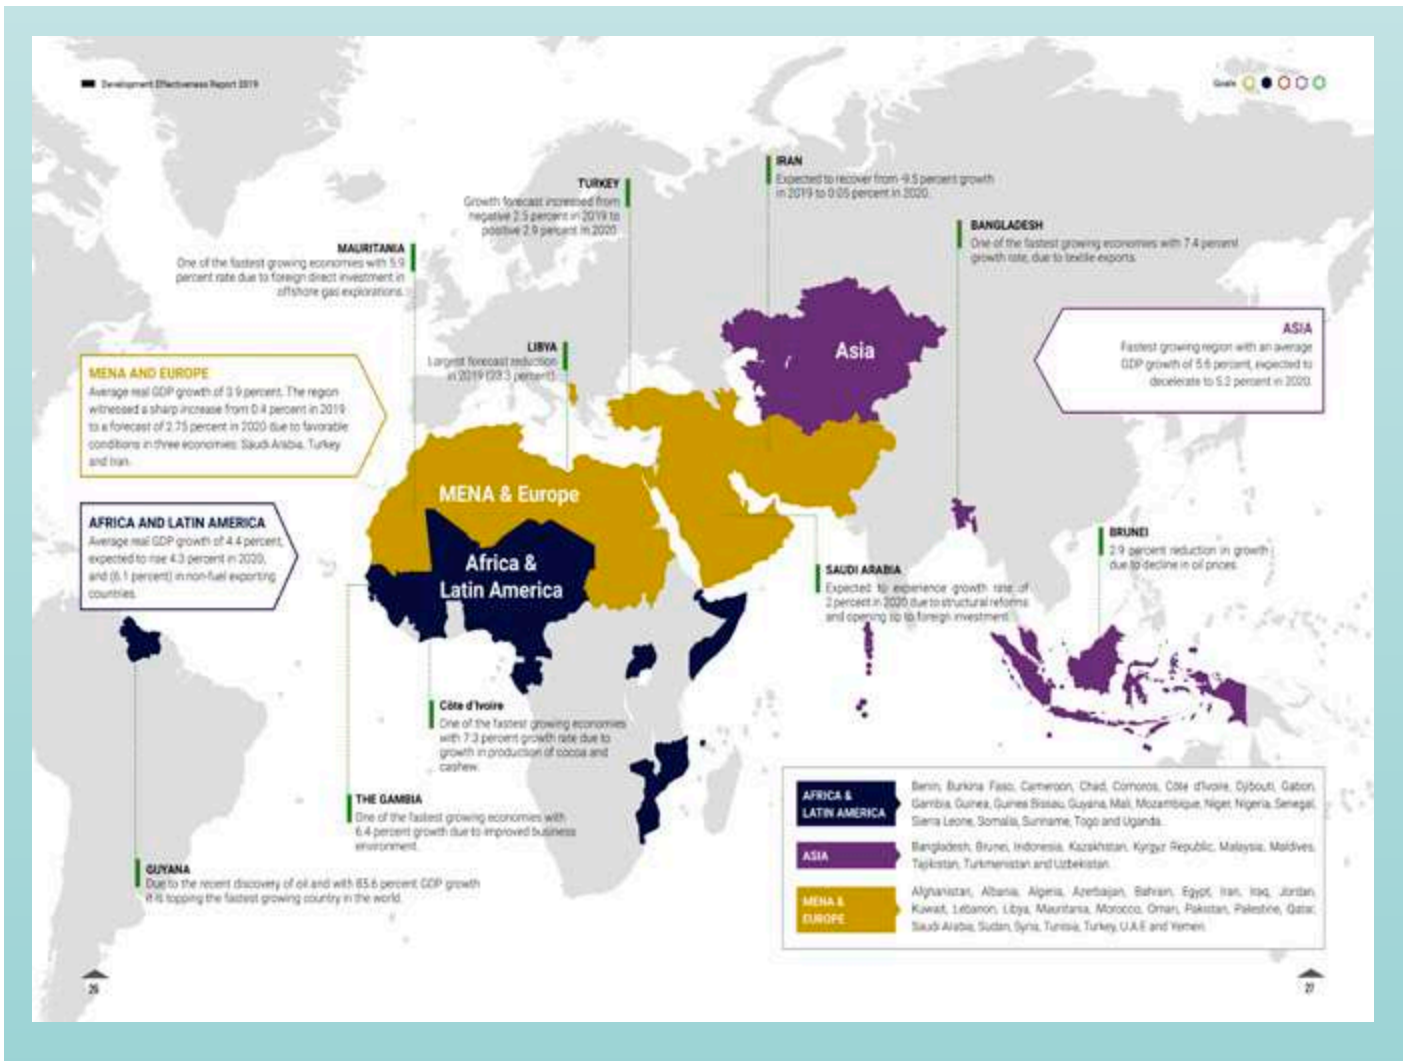 Development Effectiveness Report 2019
Goals
IRAN
Expected to recover from -9.5 percent growth
in 2019 to 0.05 percent in 2020.
TURKEY
Growth forecast increased from
negative 2.5 percent in 2019 to
positive 2.9 percent in 2020
BANGLADESH
One of the fastest growing economies with 7.4 percent
growth rate, due to textile exports.
MAURITANIA
One of the fastest growing economies with 5.9
percent rate due to foreign direct investment in
offshore gas explorations.
LIBYA
Largest forecast reduction
in 2019 (23.3 percent).
ASIA
Fastest growing region with an average
GDP growth of 5.6 percent, expected to
decelerate to 5.2 percent in 2020.
Asia
MENA AND EUROPE
Average real GDP growth of 3.9 percent. The region
witnessed a sharp increase from 0.4 percent in 2019
to a forecast of 2.75 percent in 2020 due to favorable
conditions in three economies: Saudi Arabia, Turkey
and Iran.
MENA & Europe
AFRICA AND LATIN AMERICA
Average real GDP growth of 4.4 percent,
expected to rise 4.3 percent in 2020,
and (6.1 percent) in non-fuel exporting
countries.
Africa &
Latin America
BRUNEI
2.9 percent reduction in growth
due to decline in oil prices.
SAUDI ARABIA
Expected to experience growth rate of
2 percent in 2020 due to structural reforms
and opening up to foreign investment.
Côte d'Ivoire
One of the fastest growing economies
with 7.3 percent growth rate due to
growth in production of cocoa and
cashew.
THE GAMBIA
One of the fastest growing economies with
6.4 percent growth due to improved business
environment.
GUYANA
Due to the recent discovery of oil and with 85.6 percent GDP growth
it is topping the fastest growing country in the world.
AFRICA &
LATIN AMERICA
Benin, Burkina Faso, Cameroon, Chad, Comoros, Côte d'Ivoire, Djibouti, Gabon,
Gambia, Guinea, Guinea Bissau, Guyana, Mali, Mozambique, Niger, Nigeria, Senegal,
Sierra Leone, Somalia, Suriname, Togo and Uganda.
ASIA
Bangladesh, Brunei, Indonesia, Kazakhstan, Kyrgyz Republic, Malaysia, Maldives,
Tajikistan, Turkmenistan and Uzbekistan.
MENA &
EUROPE
Afghanistan, Albania, Algeria, Azerbaijan, Bahrain, Egypt, Iran, Iraq, Jordan,
Kuwait, Lebanon, Libya, Mauritania, Morocco, Oman, Pakistan, Palestine, Qatar,
Saudi Arabia, Sudan, Syria, Tunisia, Turkey, U.A.E and Yemen.
26
27